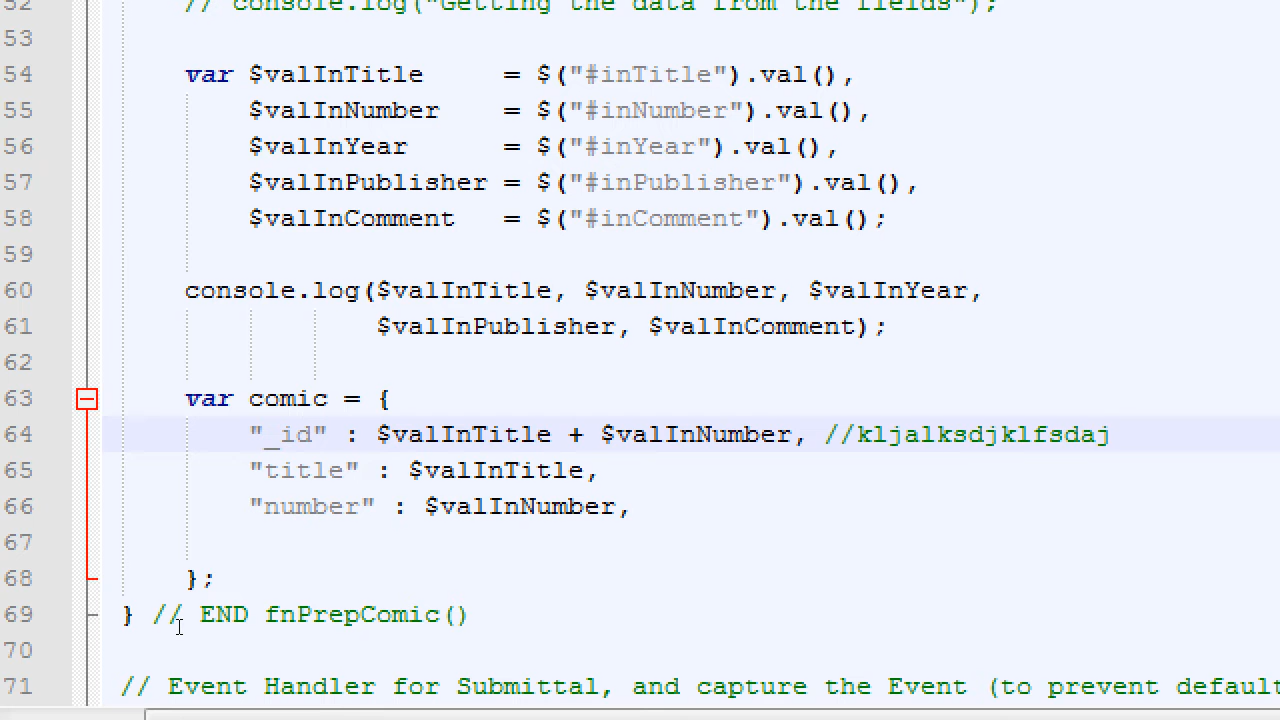 52 // console.log("Getting the data from the fields");
53
54 var $valInTitle = $("#inTitle").val(),
55 $valInNumber = $("#inNumber").val(),
56 $valInYear = $("#inYear").val(),
57 $valInPublisher = $("#inPublisher").val(),
58 $valInComment = $("#inComment").val();
59
60 console.log($valInTitle, $valInNumber, $valInYear,
61 $valInPublisher, $valInComment);
62
63 var comic = {
64 "_id" : $valInTitle + $valInNumber, //kljalksdjklfsdaj
65 "title" : $valInTitle,
66 "number" : $valInNumber,
67
68 };
69 } // END fnPrepComic()
70
71 // Event Handler for Submittal, and capture the Event (to prevent default